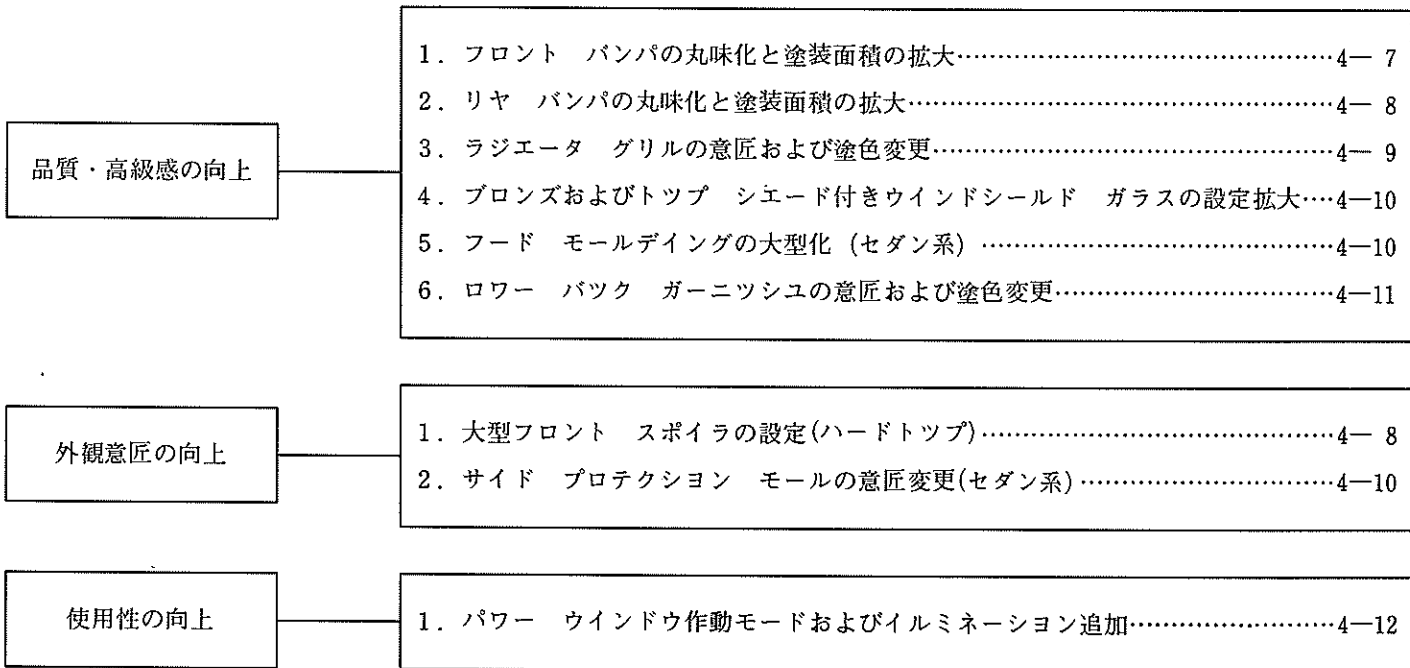 品質・高級感の向上
1. フロント　バンパの丸味化と塗装面積の拡大……………………………………4— 7
2. リヤ　バンパの丸味化と塗装面積の拡大…………………………………………4— 8
3. ラジエータ　グリルの意匠および塗色変更………………………………………4— 9
4. ブロンズおよびトツプ　シエード付きウインドシールド　ガラスの設定拡大‥‥4—10
5. フード　モールデイングの大型化 (セダン系) …………………………………4—10
6. ロワー　バツク　ガーニツシユの意匠および塗色変更…………………………4—11
外観意匠の向上
1. 大型フロント　スポイラの設定(ハードトツプ)…………………………………4— 8
2. サイド　プロテクシヨン　モールの意匠変更(セダン系) ………………………4—10
使用性の向上
1. パワー　ウインドウ作動モードおよびイルミネーシヨン追加…………………4—12